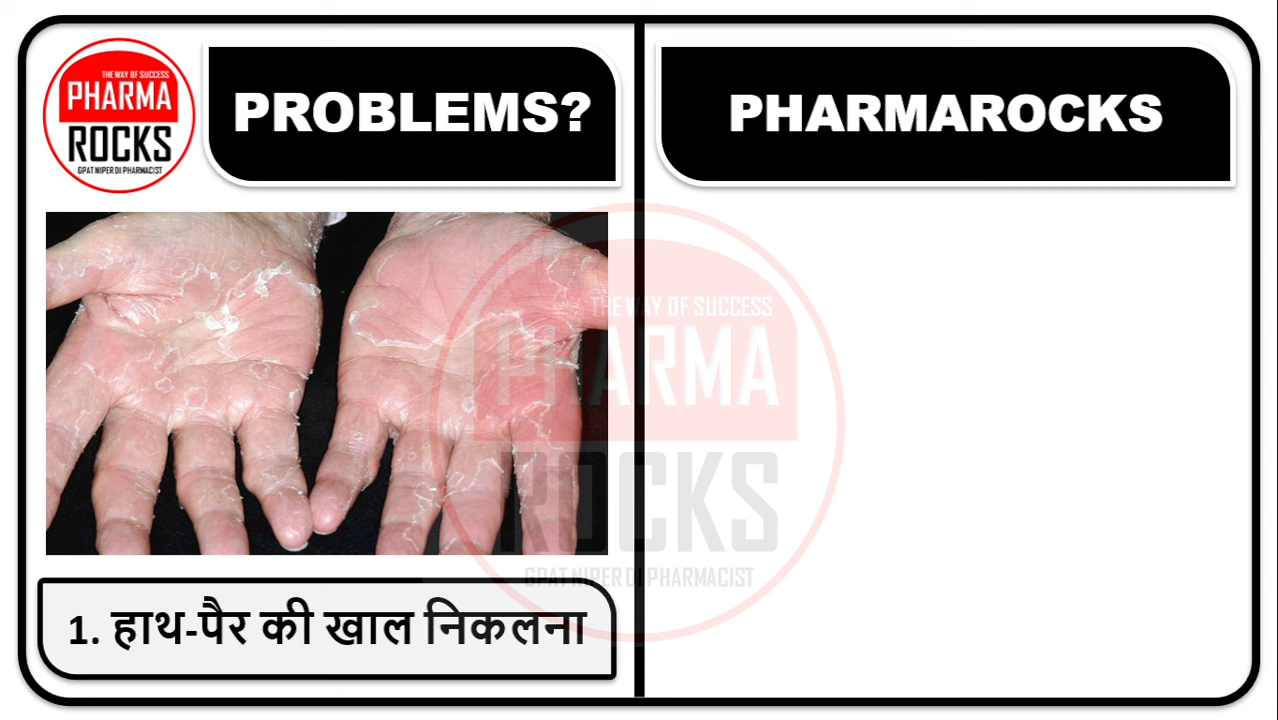 THE WAY OF SUCCESS
PHARMA
ROCKS
GPAT NIPER DI PHARMACIST
PROBLEMS?
PHARMAROCKS
THE WAY OF SUCCESS
PHARMA
ROCKS
GPAT NIPER DI PHARMACIST
1. हाथ-पैर की खाल निकलना